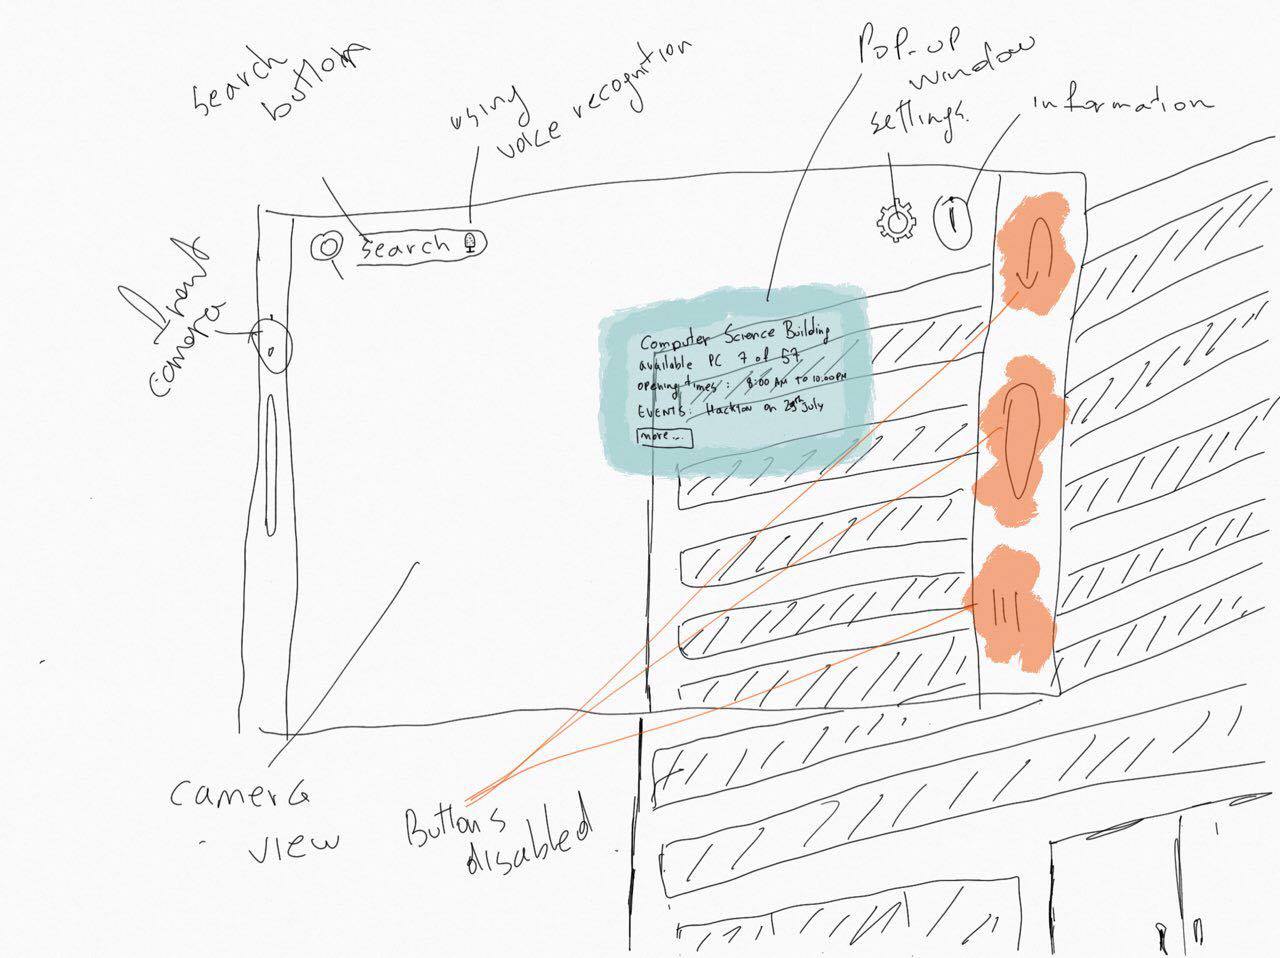 search
button
using
voice recognition
Pop-up
window
settings.
information
search
Front
camera
Computer Science Building
available PC 7 of 57
opening times: 8:00 AM to 10.00PM
EVENTS: Hackton on 29th July
more...
camera
view
Buttons
disabled